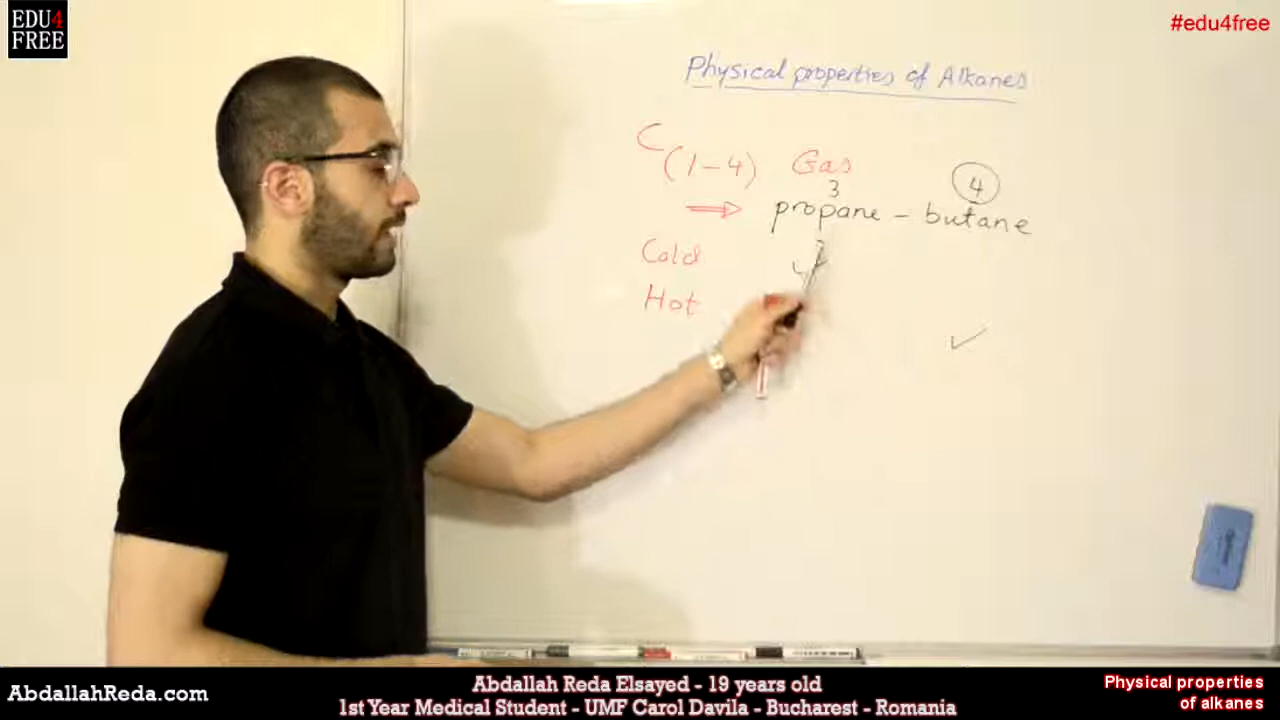 EDU4
FREE
#edu4free
Physical properties of Alkanes
C (1-4) Gas
3
4
⇒ propane - butane
Cold ✓
Hot
✓
AbdallahReda.com
Abdallah Reda Elsayed - 19 years old
1st Year Medical Student - UMF Carol Davila - Bucharest - Romania
Physical properties
of alkanes